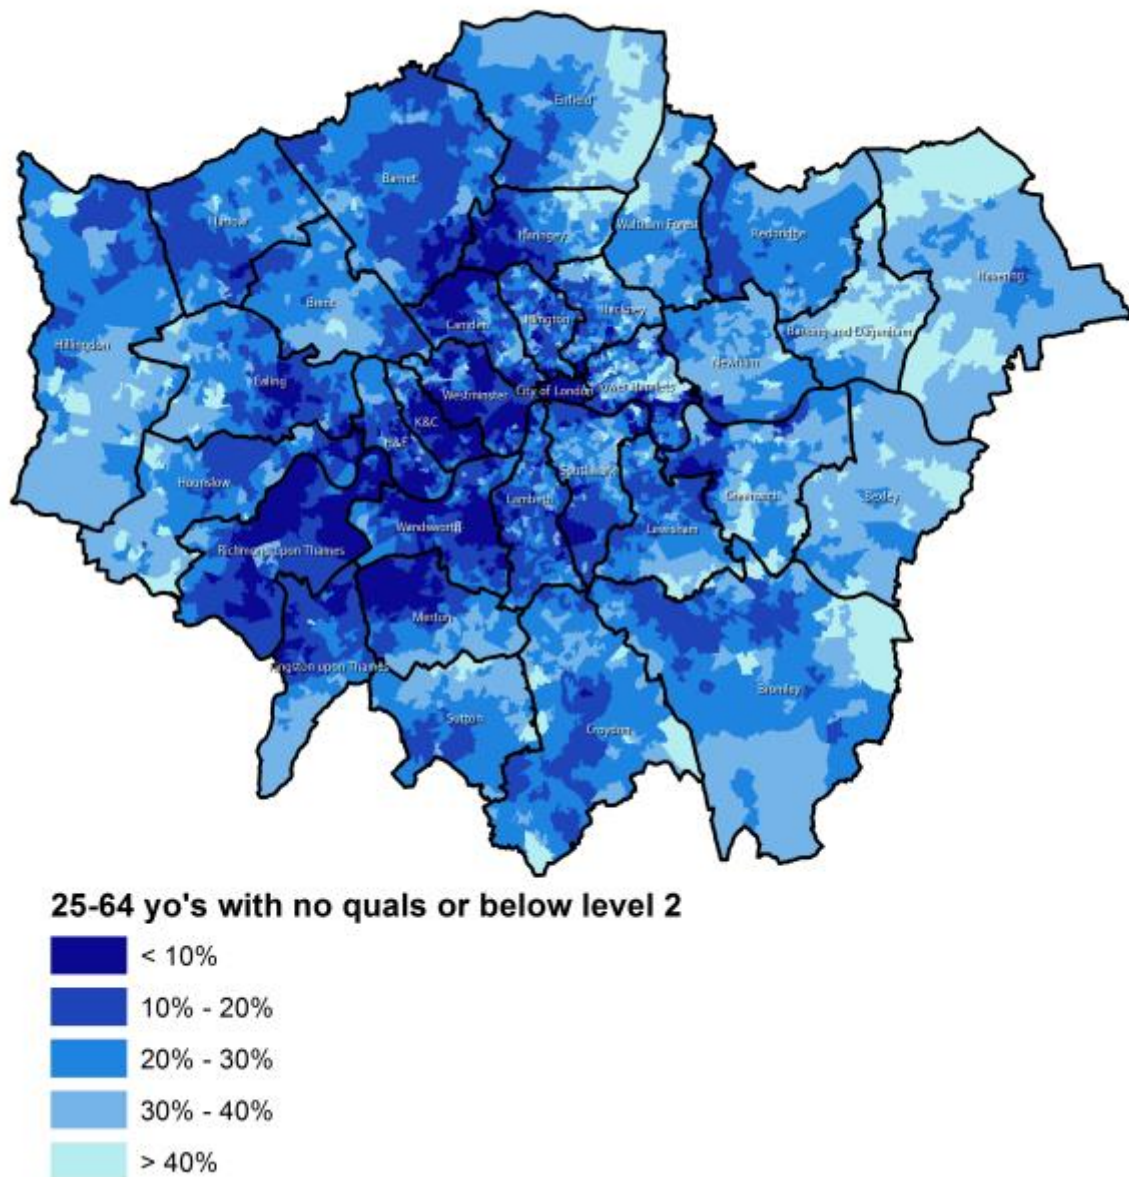 Enfield
Barnet
Harrow
Haringey
Waltham Forest
Redbridge
Havering
Brent
Camden
Islington
Hackney
Barking and Dagenham
Hillingdon
Newham
Ealing
Westminster
City of London
Tower Hamlets
K&C
H&F
Hounslow
Southwark
Lambeth
Greenwich
Bexley
Wandsworth
Lewisham
Richmond upon Thames
Merton
Kingston upon Thames
Bromley
Sutton
Croydon
25-64 yo's with no quals or below level 2
< 10%
10% - 20%
20% - 30%
30% - 40%
> 40%